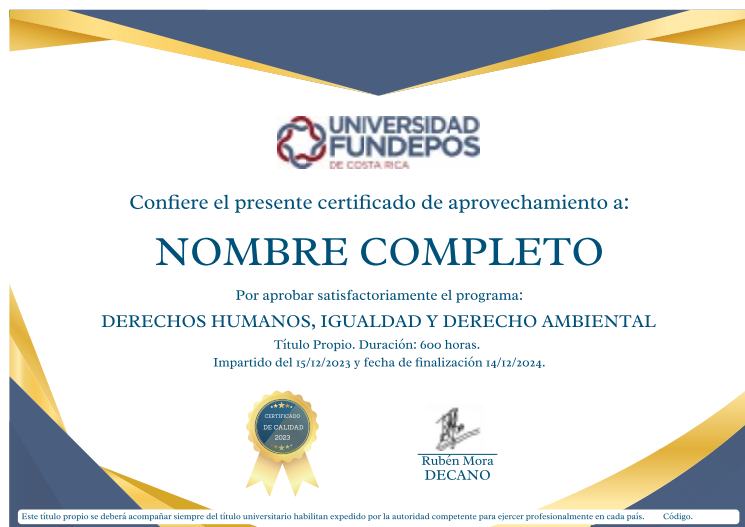 UNIVERSIDAD
FUNDEPOS
DE COSTA RICA
Confiere el presente certificado de aprovechamiento a:
NOMBRE COMPLETO
Por aprobar satisfactoriamente el programa:
DERECHOS HUMANOS, IGUALDAD Y DERECHO AMBIENTAL
Título Propio. Duración: 600 horas.
Impartido del 15/12/2023 y fecha de finalización 14/12/2024.
CERTIFICADO
DE CALIDAD
2023
Rubén Mora
DECANO
Este título propio se deberá acompañar siempre del título universitario habilitan expedido por la autoridad competente para ejercer profesionalmente en cada país. Código.